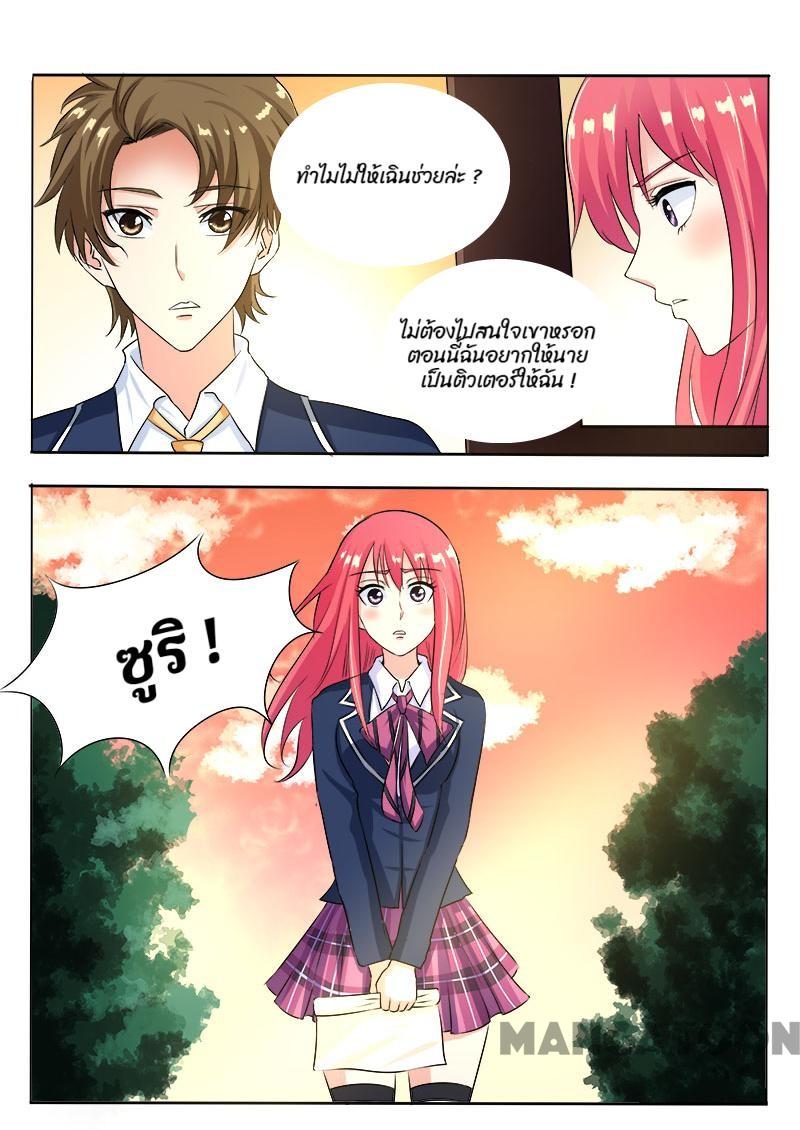 ทำไมไม่ให้เฉินช่วยล่ะ ?
ไม่ต้องไปสนใจเขาหรอก
ตอนนี้ฉันอยากให้นาย
เป็นติวเตอร์ให้ฉัน !
ซูริ !
MANGATOON